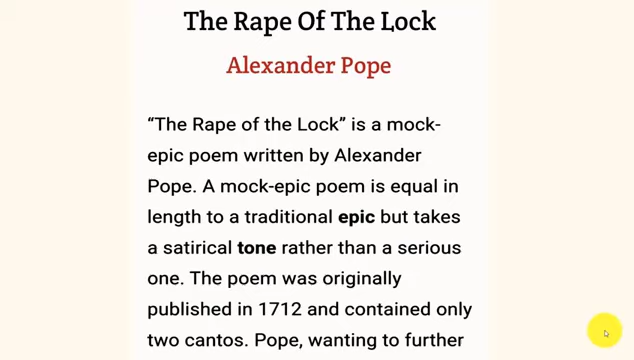 The Rape Of The Lock
Alexander Pope
“The Rape of the Lock” is a mock-
epic poem written by Alexander
Pope. A mock-epic poem is equal in
length to a traditional epic but takes
a satirical tone rather than a serious
one. The poem was originally
published in 1712 and contained only
two cantos. Pope, wanting to further